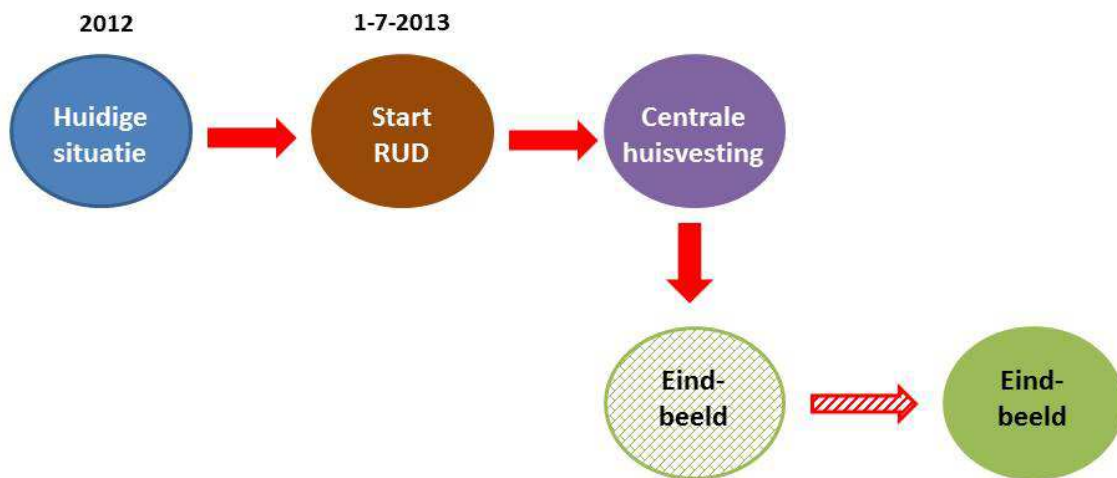 2012
1-7-2013
Huidige
situatie
Start
RUD
Centrale
huisvesting
Eind-
beeld
Eind-
beeld